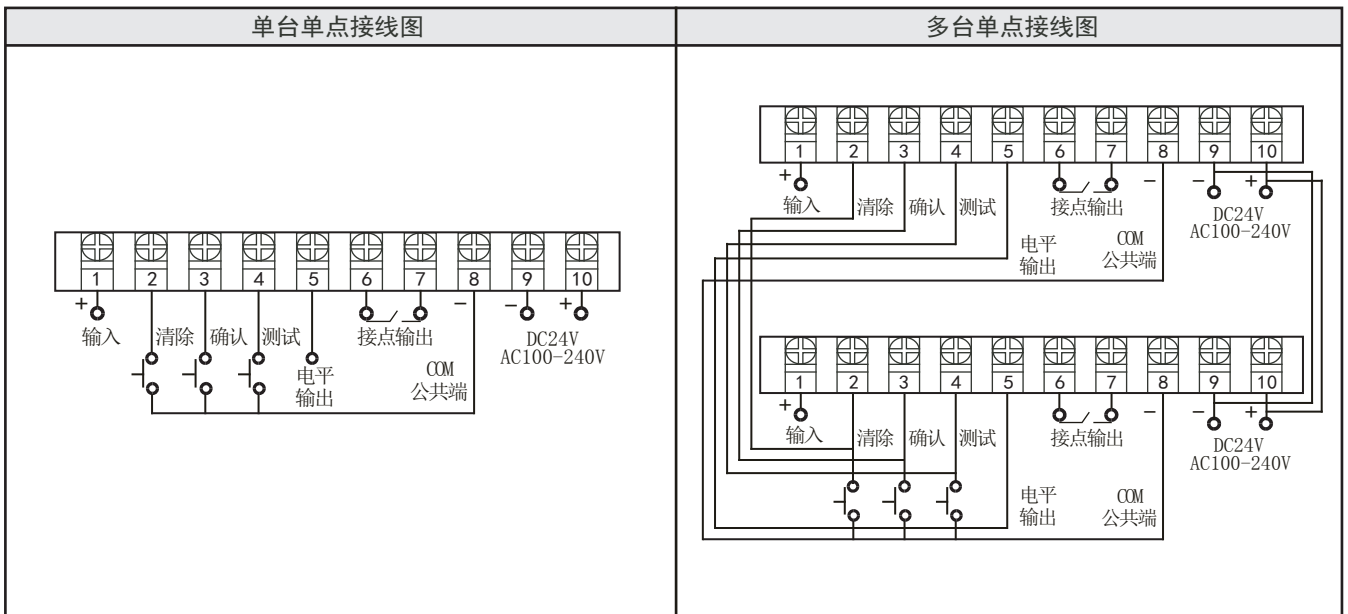 单台单点接线图
多台单点接线图
1 2 3 4 5 6 7 8 9 10
+ − − +
输入 清除 确认 测试 接点输出 DC24V
AC100-240V
电平
输出
COM
公共端
1 2 3 4 5 6 7 8 9 10
+ − − +
输入 清除 确认 测试 接点输出 DC24V
AC100-240V
电平
输出
COM
公共端
1 2 3 4 5 6 7 8 9 10
+ − − +
输入 清除 确认 测试 接点输出 DC24V
AC100-240V
电平
输出
COM
公共端